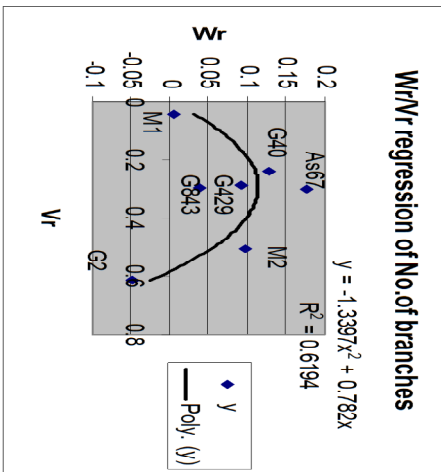 Wr/Vr regression of No.of branches
y = -1.3397x² + 0.782x
R² = 0.6194
Wr
0.2
0.15
0.1
0.05
0
-0.05
-0.1
0
0.2
0.4
0.6
0.8
As67
G40
M2
G429
G843
M1
G2
Vr
y
Poly. (y)